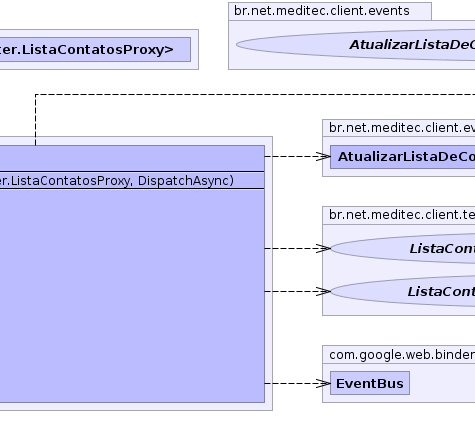 br.net.meditec.client.events
ter.ListaContatosProxy>
AtualizarListaDeC
br.net.meditec.client.ev
AtualizarListaDeCo
er.ListaContatosProxy, DispatchAsync)
br.net.meditec.client.te
ListaCont
ListaCont
com.google.web.binder
EventBus